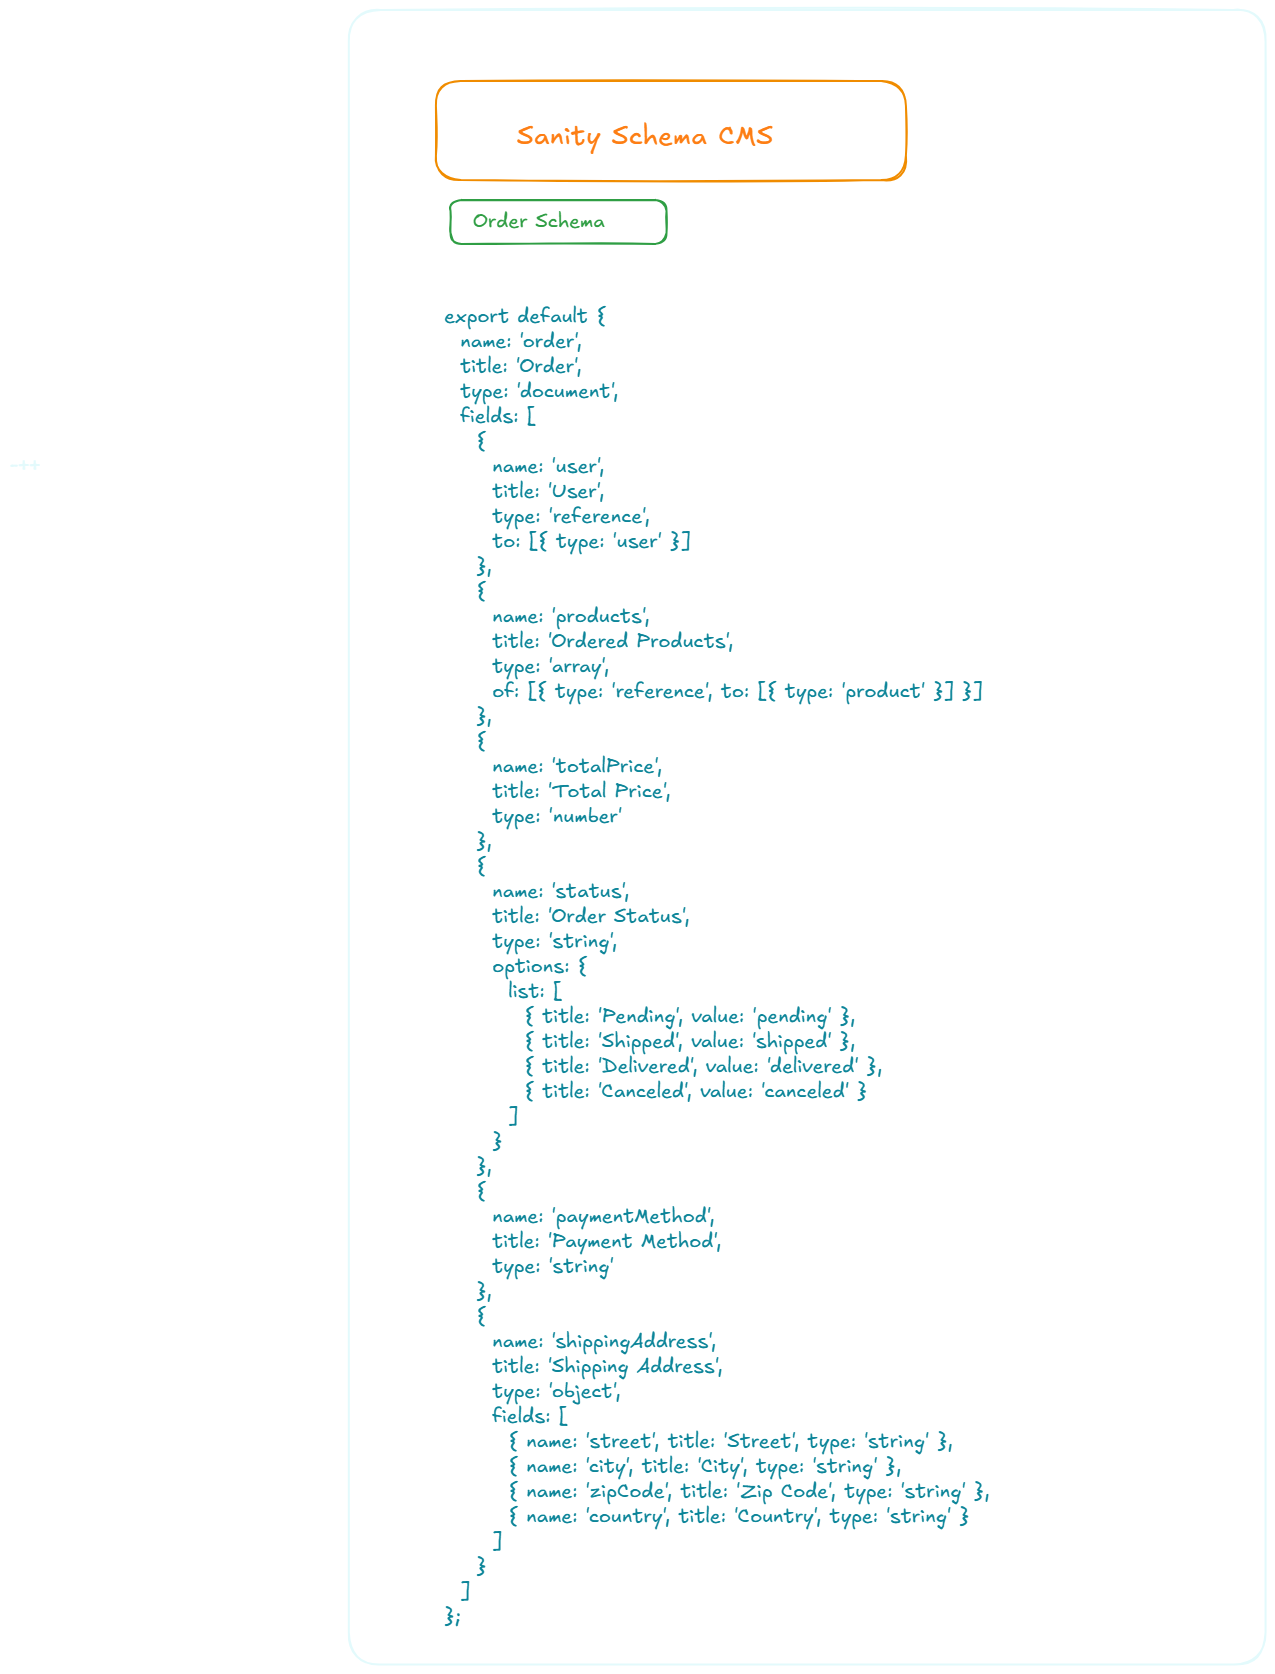 Sanity Schema CMS
Order Schema
export default {
  name: 'order',
  title: 'Order',
  type: 'document',
  fields: [
    {
      name: 'user',
      title: 'User',
      type: 'reference',
      to: [{ type: 'user' }]
    },
    {
      name: 'products',
      title: 'Ordered Products',
      type: 'array',
      of: [{ type: 'reference', to: [{ type: 'product' }] }]
    },
    {
      name: 'totalPrice',
      title: 'Total Price',
      type: 'number'
    },
    {
      name: 'status',
      title: 'Order Status',
      type: 'string',
      options: {
        list: [
          { title: 'Pending', value: 'pending' },
          { title: 'Shipped', value: 'shipped' },
          { title: 'Delivered', value: 'delivered' },
          { title: 'Canceled', value: 'canceled' }
        ]
      }
    },
    {
      name: 'paymentMethod',
      title: 'Payment Method',
      type: 'string'
    },
    {
      name: 'shippingAddress',
      title: 'Shipping Address',
      type: 'object',
      fields: [
        { name: 'street', title: 'Street', type: 'string' },
        { name: 'city', title: 'City', type: 'string' },
        { name: 'zipCode', title: 'Zip Code', type: 'string' },
        { name: 'country', title: 'Country', type: 'string' }
      ]
    }
  ]
};
-++